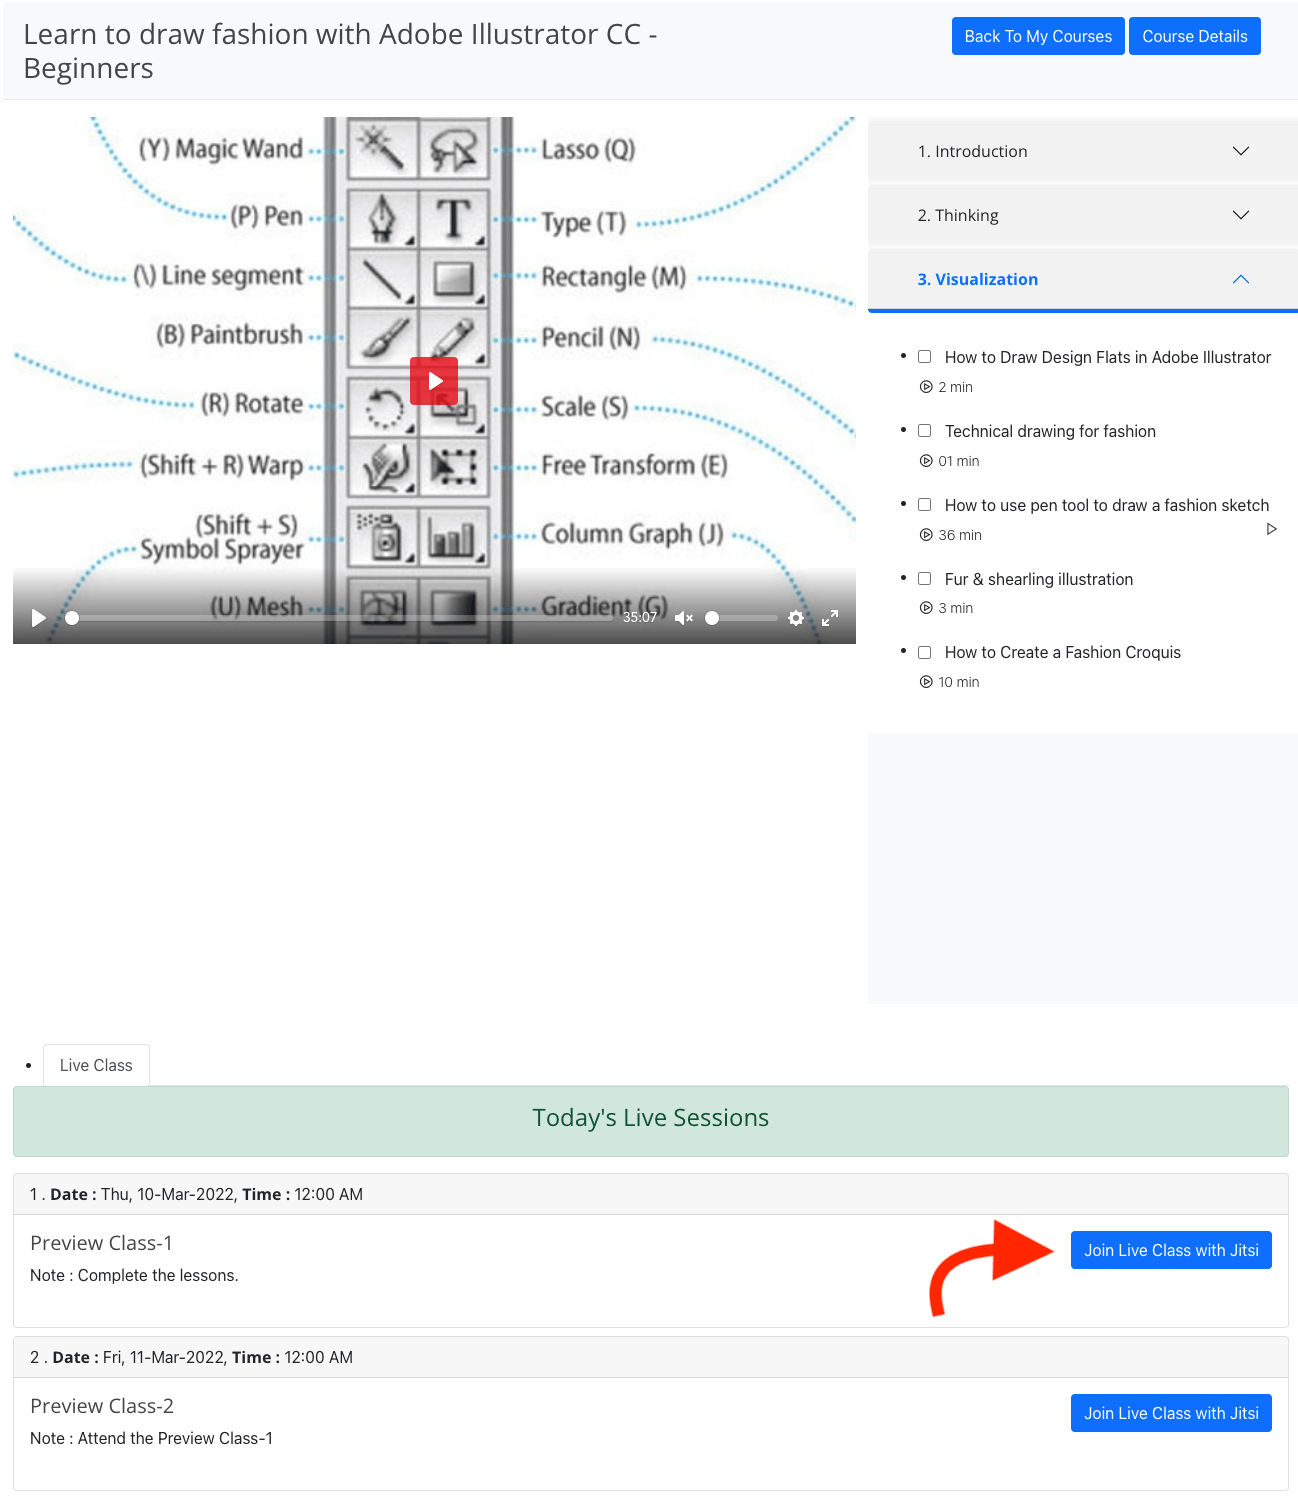 Learn to draw fashion with Adobe Illustrator CC -
Beginners
Back To My Courses
Course Details
(Y) Magic Wand
Lasso (Q)
(P) Pen
T
Type (T)
(\) Line segment
Rectangle (M)
(B) Paintbrush
Pencil (N)
(R) Rotate
Scale (S)
(Shift + R) Warp
Free Transform (E)
(Shift + S)
Symbol Sprayer
Column Graph (J)
(U) Mesh
Gradient (G)
35:07
1. Introduction
2. Thinking
3. Visualization
How to Draw Design Flats in Adobe Illustrator
2 min
Technical drawing for fashion
01 min
How to use pen tool to draw a fashion sketch
36 min
Fur & shearling illustration
3 min
How to Create a Fashion Croquis
10 min
Live Class
Today's Live Sessions
1 . Date : Thu, 10-Mar-2022, Time : 12:00 AM
Preview Class-1
Join Live Class with Jitsi
Note : Complete the lessons.
2 . Date : Fri, 11-Mar-2022, Time : 12:00 AM
Preview Class-2
Join Live Class with Jitsi
Note : Attend the Preview Class-1